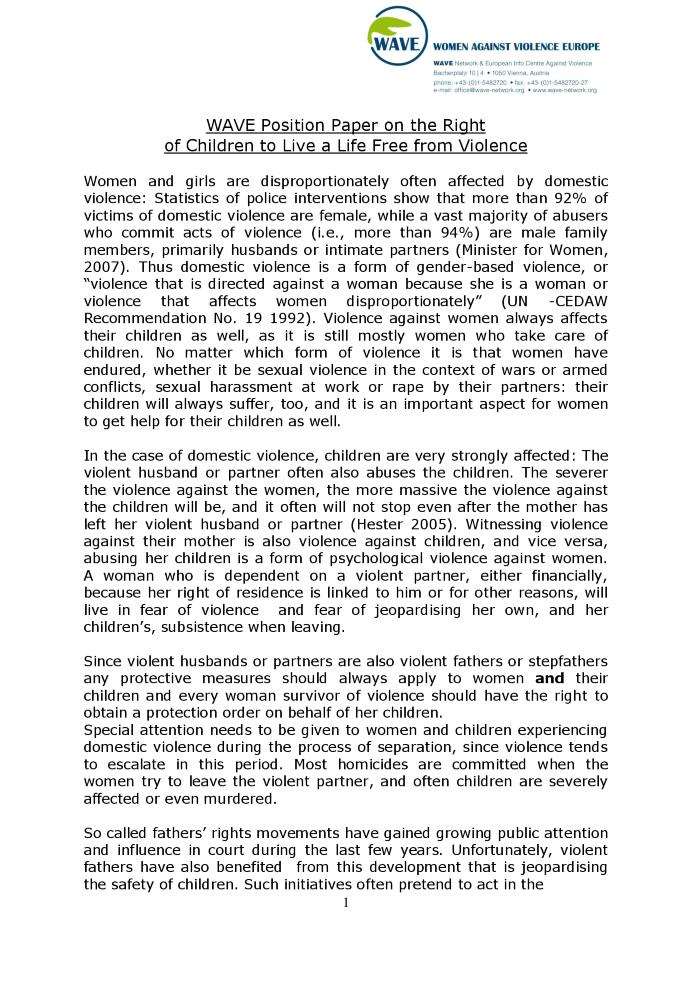 WAVE
WOMEN AGAINST VIOLENCE EUROPE
WAVE Network & European Info Centre Against Violence
Bacherplatz 10 | 4 • 1050 Vienna, Austria
phone: +43-(0)1-5482720 • fax: +43-(0)1-5482720-27
e-mail: office@wave-network.org • www.wave-network.org
WAVE Position Paper on the Right
of Children to Live a Life Free from Violence
Women and girls are disproportionately often affected by domestic
violence: Statistics of police interventions show that more than 92% of
victims of domestic violence are female, while a vast majority of abusers
who commit acts of violence (i.e., more than 94%) are male family
members, primarily husbands or intimate partners (Minister for Women,
2007). Thus domestic violence is a form of gender-based violence, or
“violence that is directed against a woman because she is a woman or
violence that affects women disproportionately” (UN -CEDAW
Recommendation No. 19 1992). Violence against women always affects
their children as well, as it is still mostly women who take care of
children. No matter which form of violence it is that women have
endured, whether it be sexual violence in the context of wars or armed
conflicts, sexual harassment at work or rape by their partners: their
children will always suffer, too, and it is an important aspect for women
to get help for their children as well.
In the case of domestic violence, children are very strongly affected: The
violent husband or partner often also abuses the children. The severer
the violence against the women, the more massive the violence against
the children will be, and it often will not stop even after the mother has
left her violent husband or partner (Hester 2005). Witnessing violence
against their mother is also violence against children, and vice versa,
abusing her children is a form of psychological violence against women.
A woman who is dependent on a violent partner, either financially,
because her right of residence is linked to him or for other reasons, will
live in fear of violence and fear of jeopardising her own, and her
children’s, subsistence when leaving.
Since violent husbands or partners are also violent fathers or stepfathers
any protective measures should always apply to women and their
children and every woman survivor of violence should have the right to
obtain a protection order on behalf of her children.
Special attention needs to be given to women and children experiencing
domestic violence during the process of separation, since violence tends
to escalate in this period. Most homicides are committed when the
women try to leave the violent partner, and often children are severely
affected or even murdered.
So called fathers’ rights movements have gained growing public attention
and influence in court during the last few years. Unfortunately, violent
fathers have also benefited from this development that is jeopardising
the safety of children. Such initiatives often pretend to act in the
1